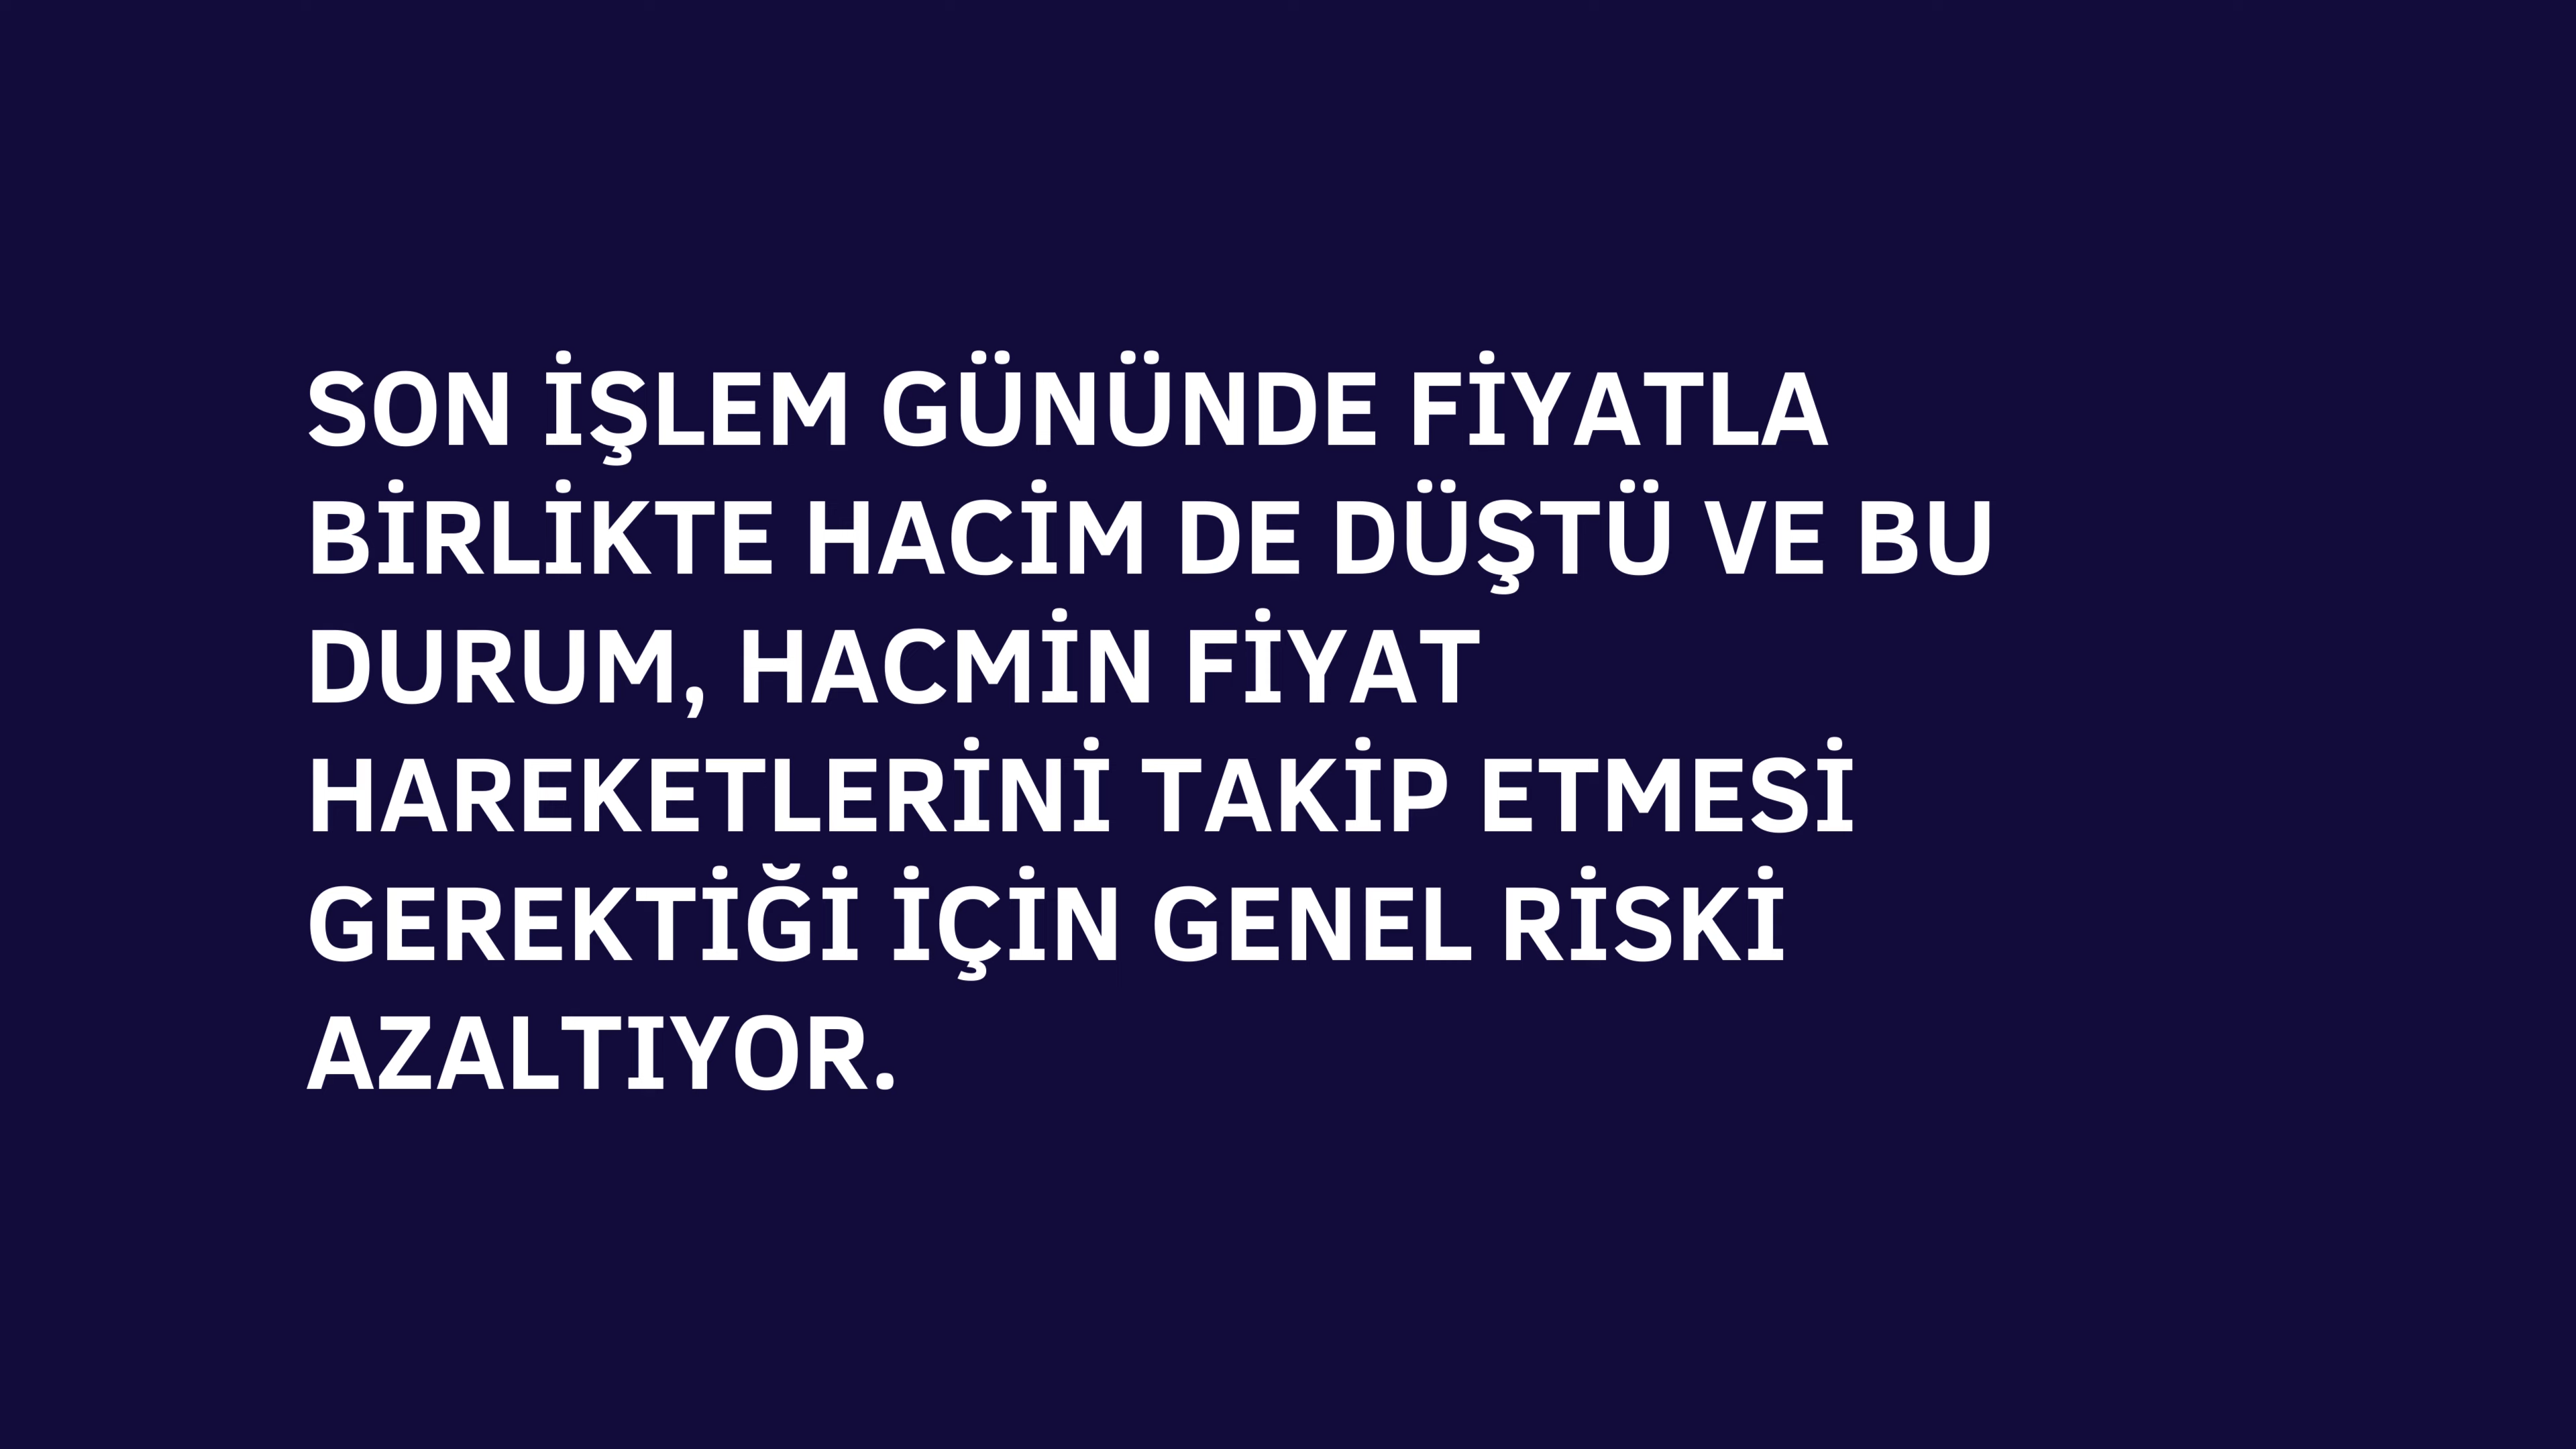 SON İŞLEM GÜNÜNDE FİYATLA
BİRLİKTE HACİM DE DÜŞTÜ VE BU
DURUM, HACMİN FİYAT
HAREKETLERİNİ TAKİP ETMESİ
GEREKTİĞİ İÇİN GENEL RİSKİ
AZALTIYOR.